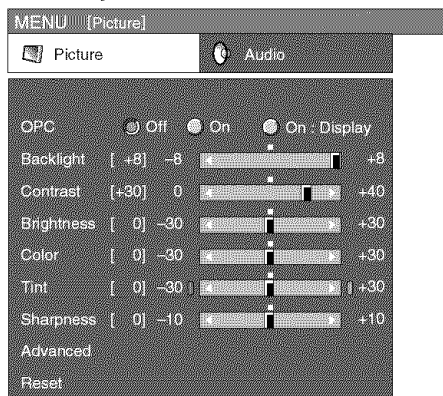 MENU [Picture]
Picture Audio
OPC Off On On : Display
Backlight [ +8] –8 +8
Contrast [+30] 0 +40
Brightness [ 0] –30 +30
Color [ 0] –30 +30
Tint [ 0] –30 +30
Sharpness [ 0] –10 +10
Advanced
Reset